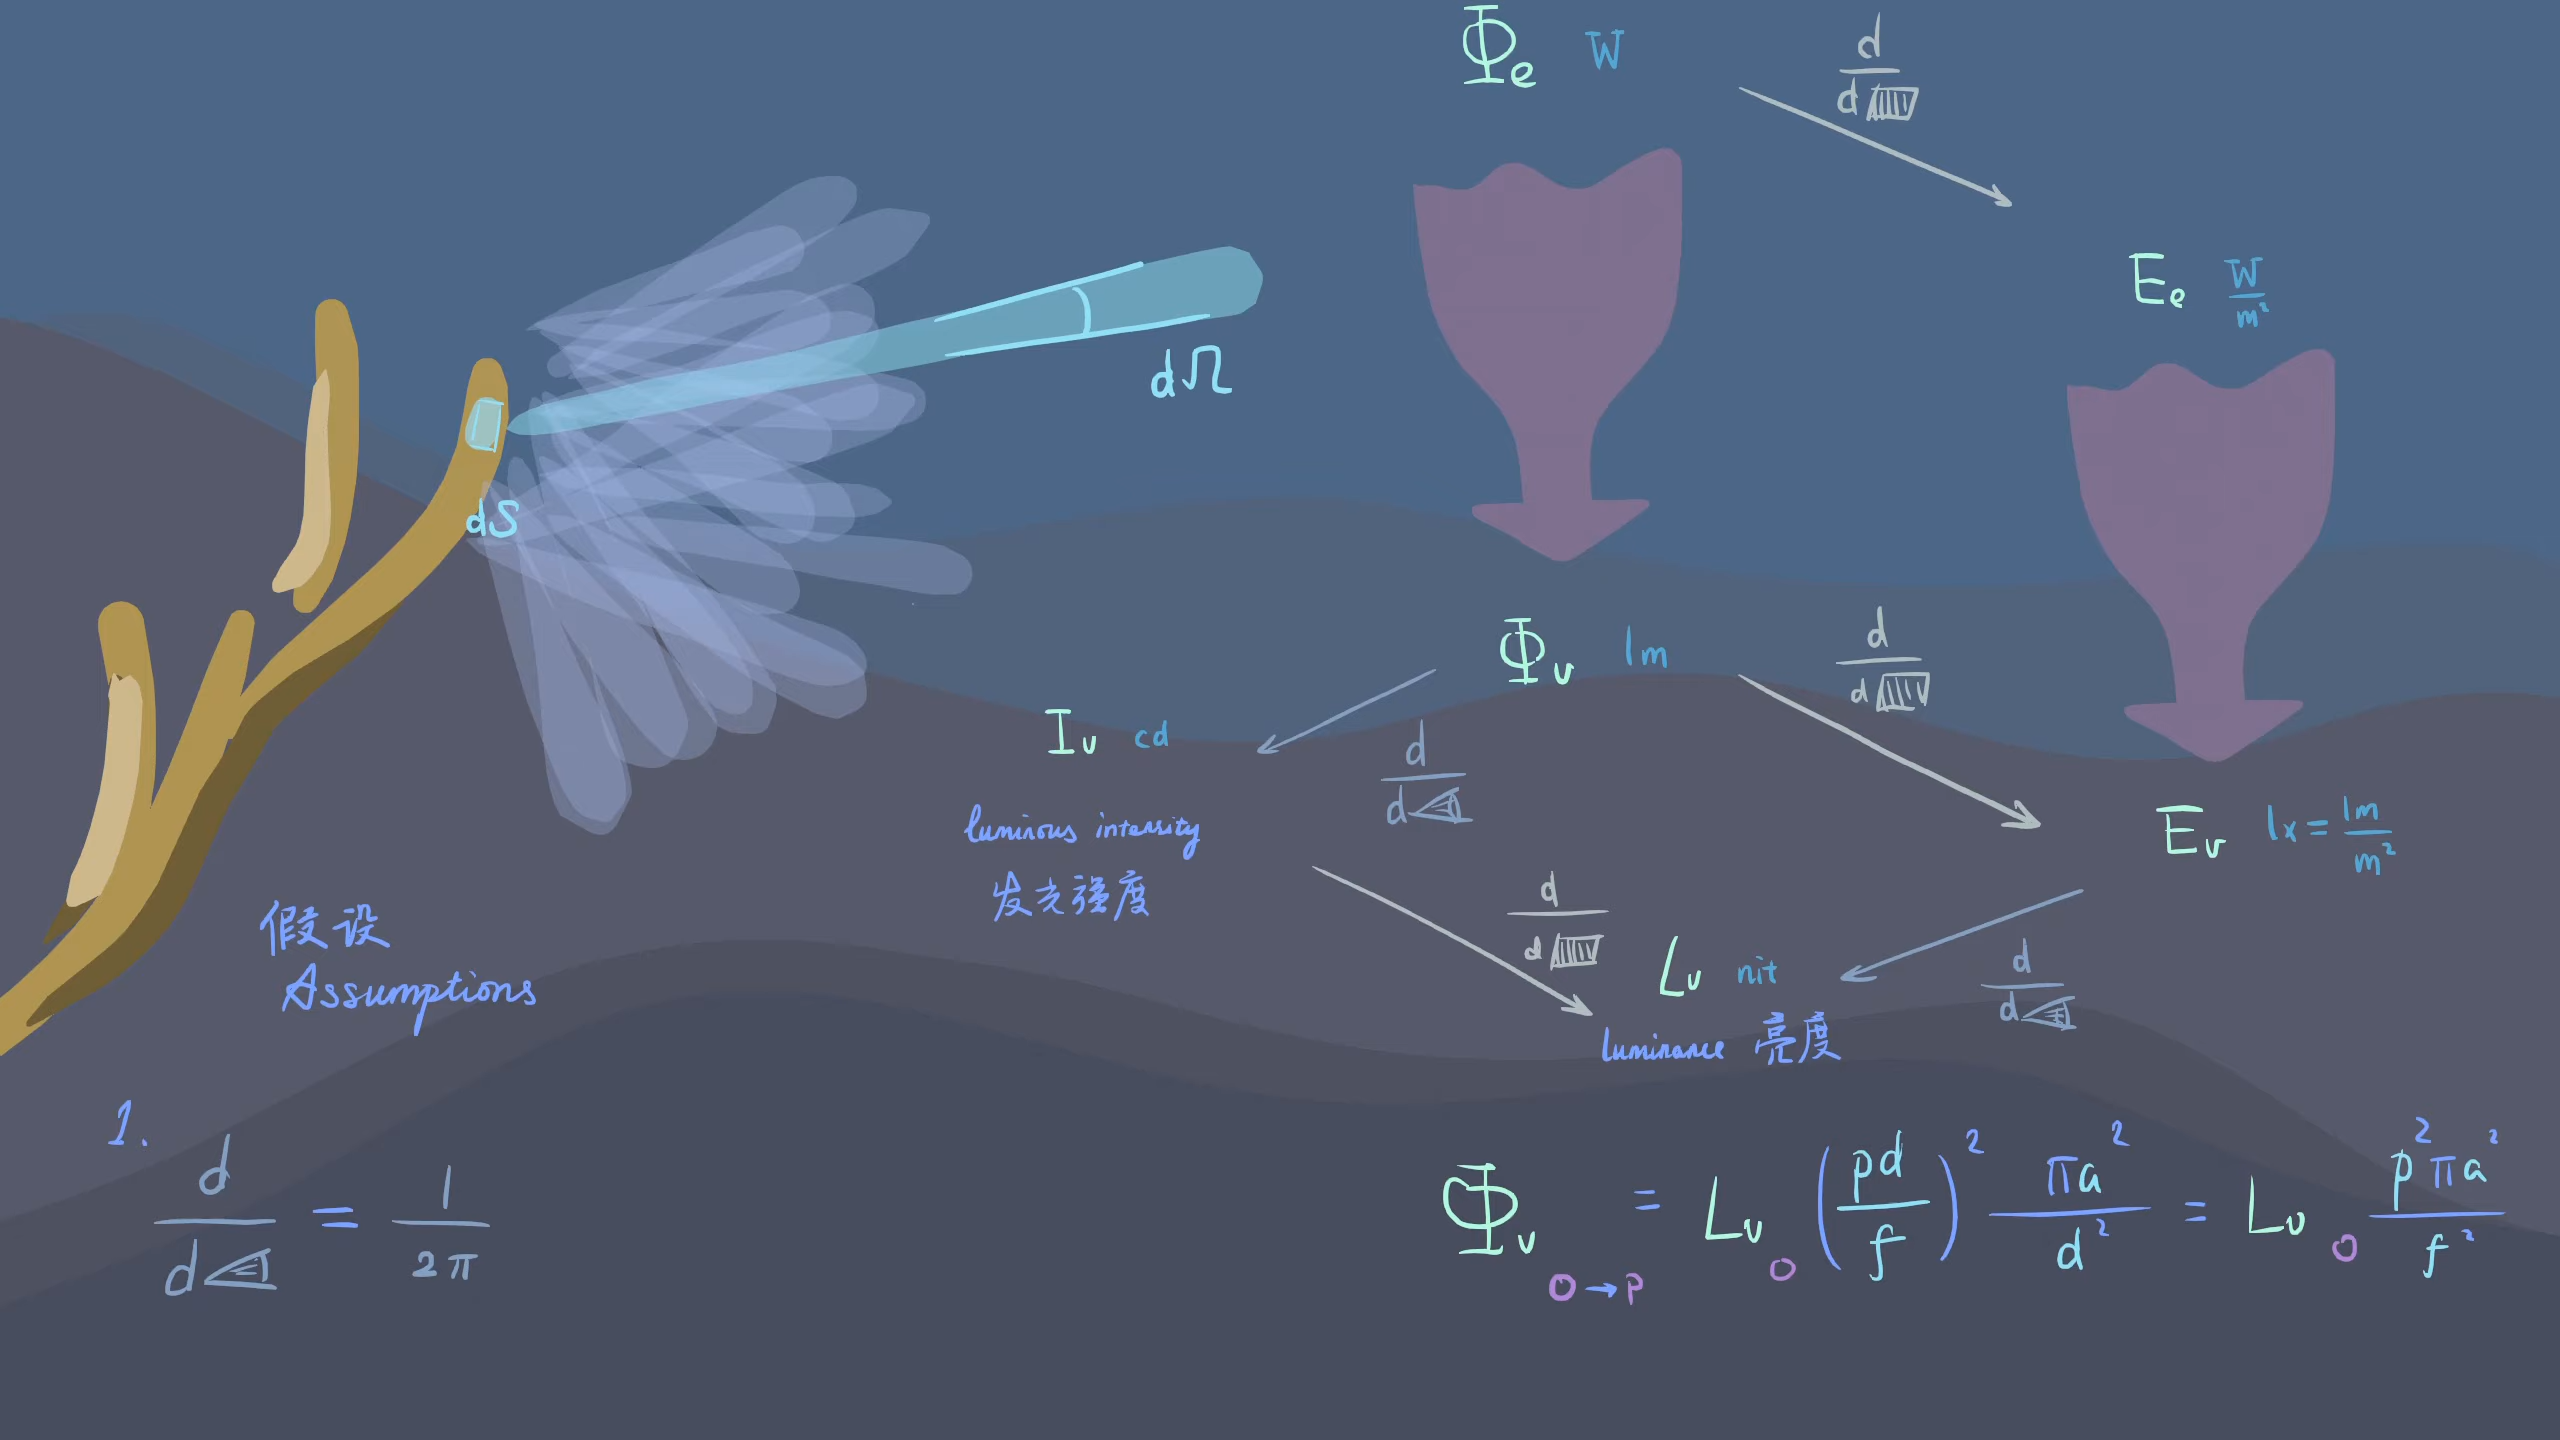 Φe W
d
d
Ee W/m²
dΩ
dS
Φv lm
d
d
Iv cd
d
d
luminous intensity
发光强度
Ev lx = lm/m²
d
d
Lv nit
luminance 亮度
d
d
假设
Assumptions
1.
d/d = 1/2π
Φv O→P = Lv O (pd/f)² πa²/d² = Lv O p²πa²/f²